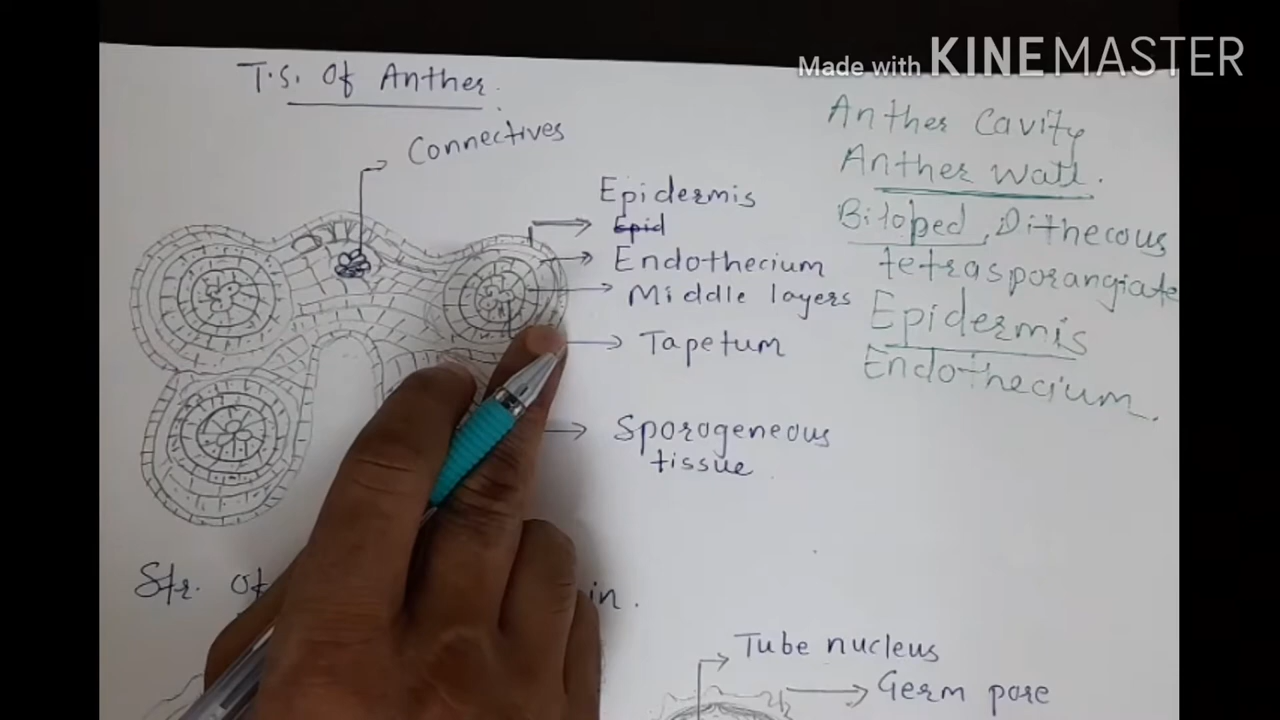 Made with KINEMASTER
T.S. Of Anther.
Connectives
Epidermis
Epid
Endothecium
Middle layers
Tapetum
Sporogeneous
tissue
Anther Cavity
Anther wall.
Biloped, Dithecous
tetrasporangiate
Epidermis
Endothecium.
Str. Of
in.
Tube nucleus
Germ pore